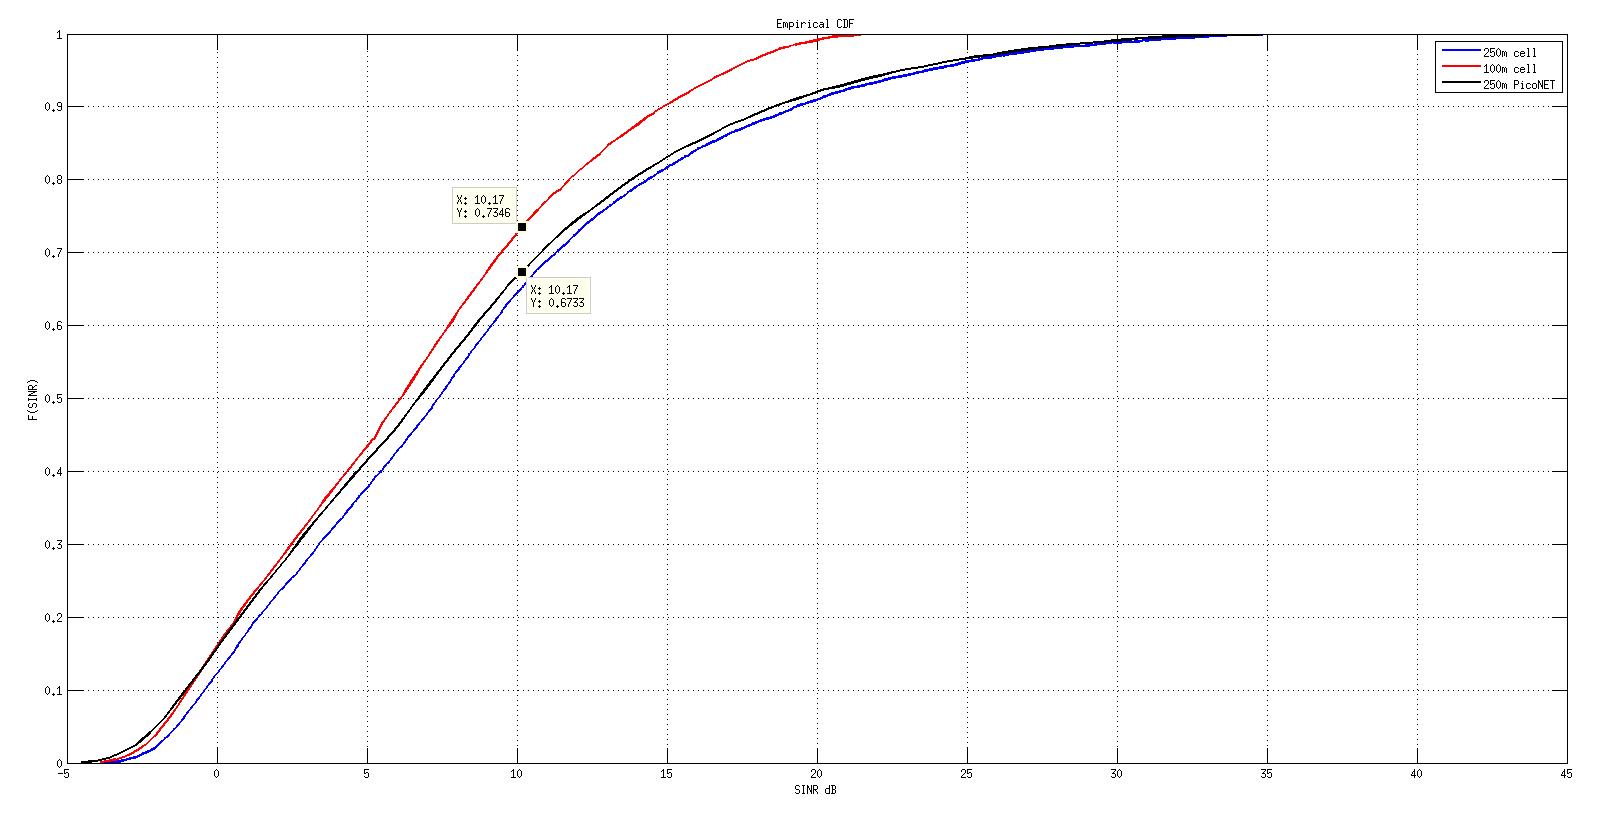 Empirical CDF
250m cell
100m cell
250m PicoNET
1
0.9
0.8
0.7
0.6
0.5
0.4
0.3
0.2
0.1
0
F(SINR)
X: 10.17
Y: 0.7346
X: 10.17
Y: 0.6733
-5 0 5 10 15 20 25 30 35 40 45
SINR dB